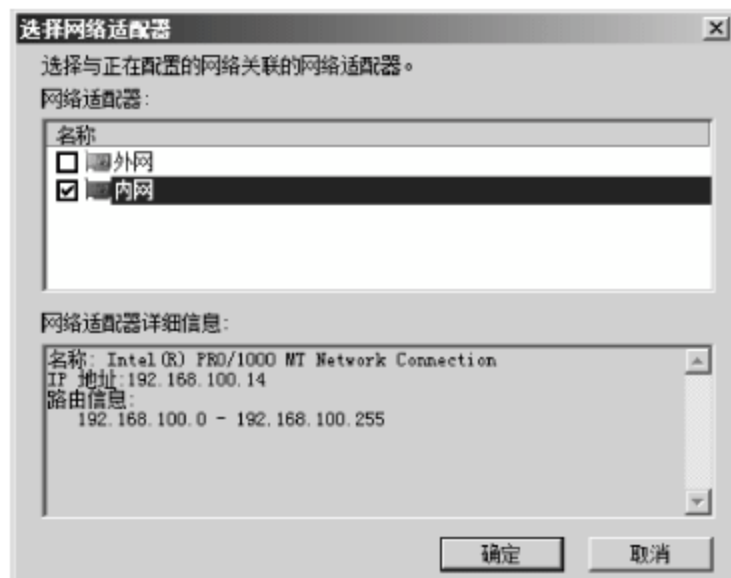 选择网络适配器
选择与正在配置的网络关联的网络适配器。
网络适配器:
名称
外网
内网
网络适配器详细信息:
名称: Intel(R) PRO/1000 MT Network Connection
IP 地址:192.168.100.14
路由信息:
192.168.100.0 - 192.168.100.255
确定 取消